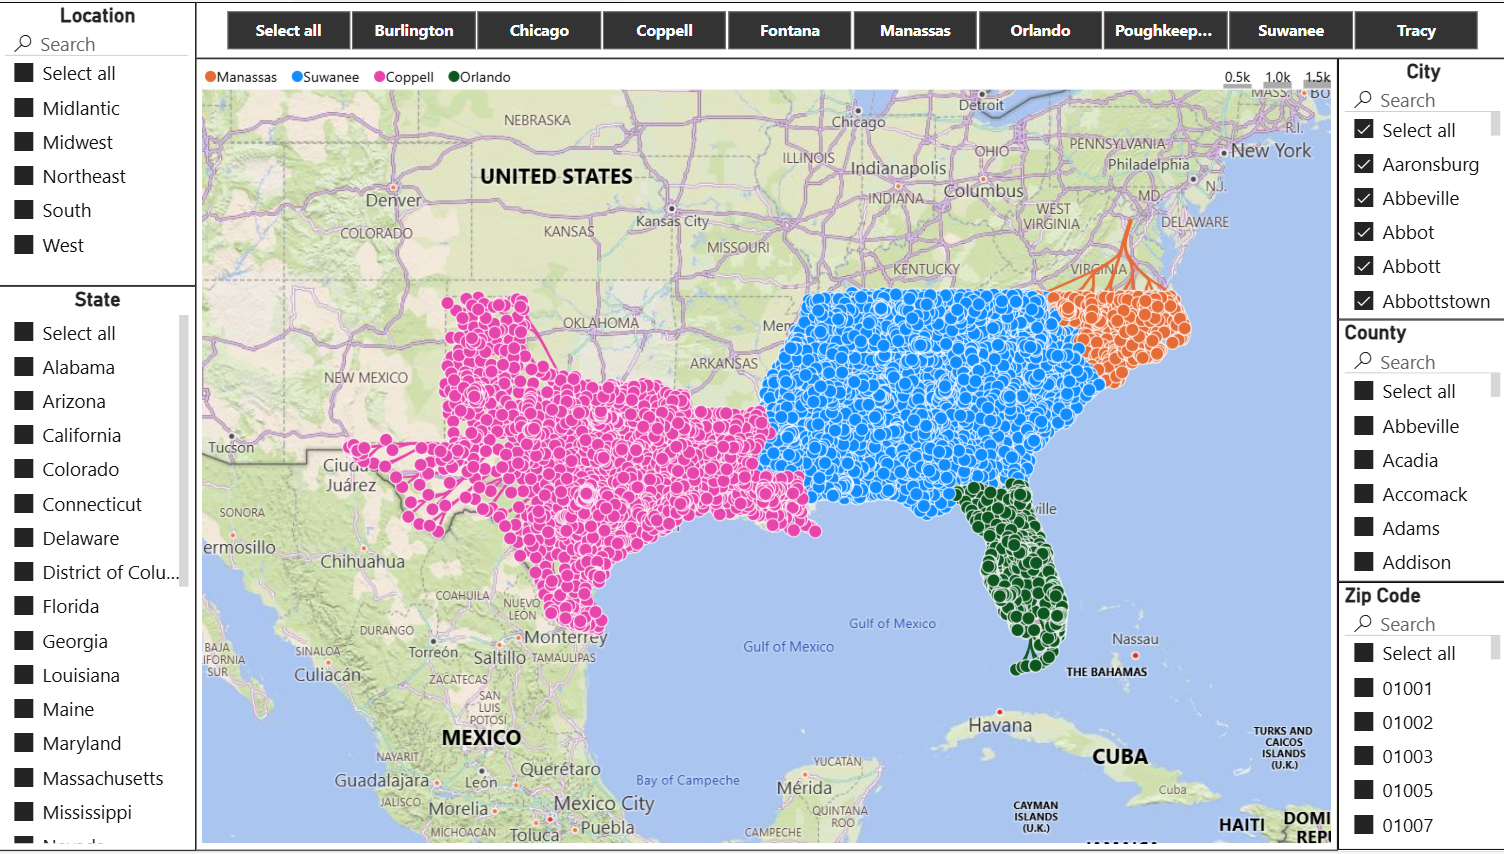 Location
Search
Select all
Midlantic
Midwest
Northeast
South
West
State
Select all
Alabama
Arizona
California
Colorado
Connecticut
Delaware
District of Colu...
Florida
Georgia
Louisiana
Maine
Maryland
Massachusetts
Mississippi
Select all
Burlington
Chicago
Coppell
Fontana
Manassas
Orlando
Poughkeep...
Suwanee
Tracy
Manassas
Suwanee
Coppell
Orlando
0.5k
1.0k
1.5k
Detroit
MASS.
BO
Chicago
NEBRASKA
R.I.
PENNSYLVANIA
OHIO
New York
ILLINOIS
Indianapolis
Philadelphia
UNITED STATES
Columbus
N.J.
INDIANA
MD.
Denver
Kansas City
WEST
VIRGINIA
DELAWARE
COLORADO
KANSAS
MISSOURI
KENTUCKY
VIRGINIA
OKLAHOMA
Mem
ARKANSAS
NEW MEXICO
Tucson
Ciuda
Juárez
SONORA
ville
ermosillo
Chihuahua
COAHUILA
NUEVO
LEÓN
DURANGO
Monterrey
BAJA
IFORNIA
SUR
SINALOA
Torreón
Saltillo
TAMAULIPAS
Culiacán
ZACATECAS
SAN
LUIS
POTOSÍ
MEXICO
NAYARIT
Guadalajara
León
Querétaro
JALISCO
Morelia
Mexico City
MICHOACÁN
Toluca
Puebla
Gulf of Mexico
Gulf of Mexico
Nassau
THE BAHAMAS
Havana
CUBA
Cuba
TURKS AND
CAICOS
ISLANDS
(U.K.)
Bay of Campeche
YUCATÁN
Mérida
QUINTANA
ROO
CAMPECHE
CAYMAN
ISLANDS
(U.K.)
HAITI
DOMI
REPI
City
Search
Select all
Aaronsburg
Abbeville
Abbot
Abbott
Abbottstown
County
Search
Select all
Abbeville
Acadia
Accomack
Adams
Addison
Zip Code
Search
Select all
01001
01002
01003
01005
01007